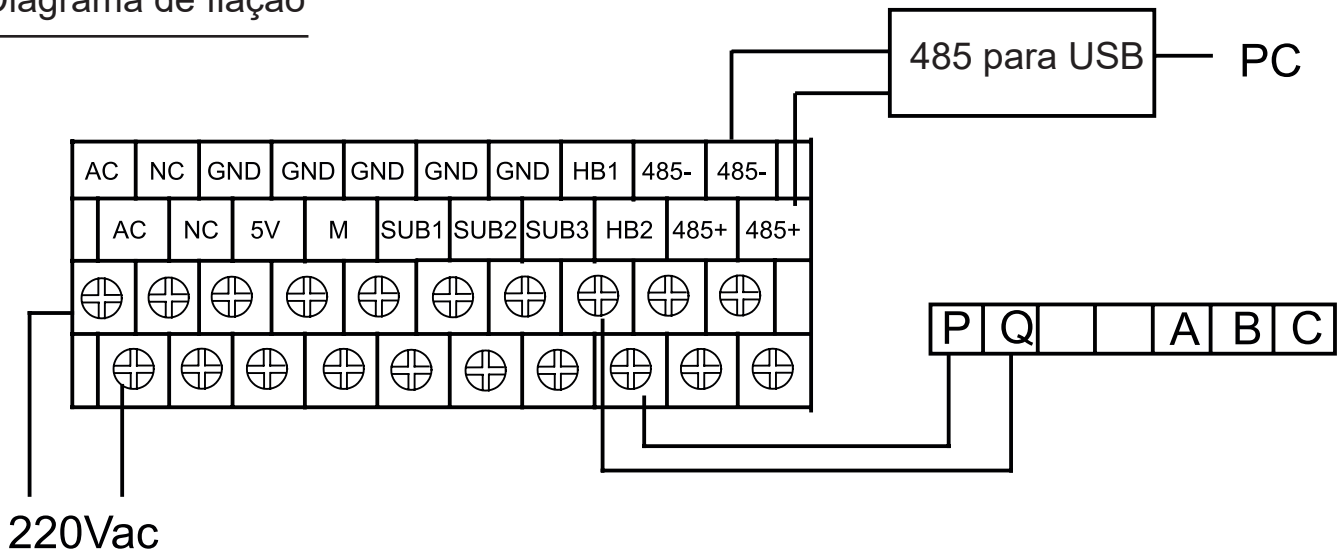 Diagrama de fiação
485 para USB PC
AC NC GND GND GND GND GND HB1 485- 485-
AC NC 5V M SUB1 SUB2 SUB3 HB2 485+ 485+
P Q A B C
220Vac